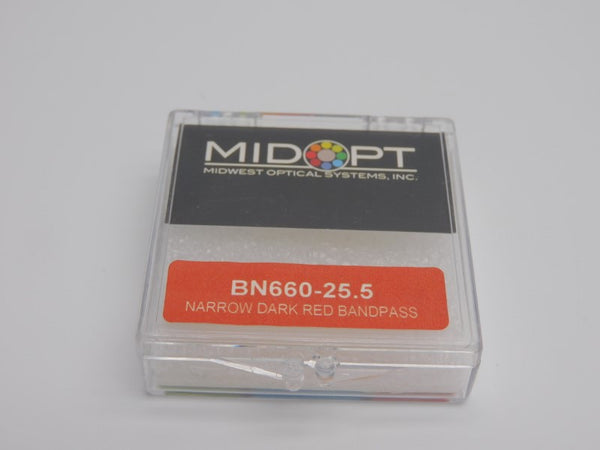 MIDOPT
MIDWEST OPTICAL SYSTEMS, INC.
BN660-25.5
NARROW DARK RED BANDPASS